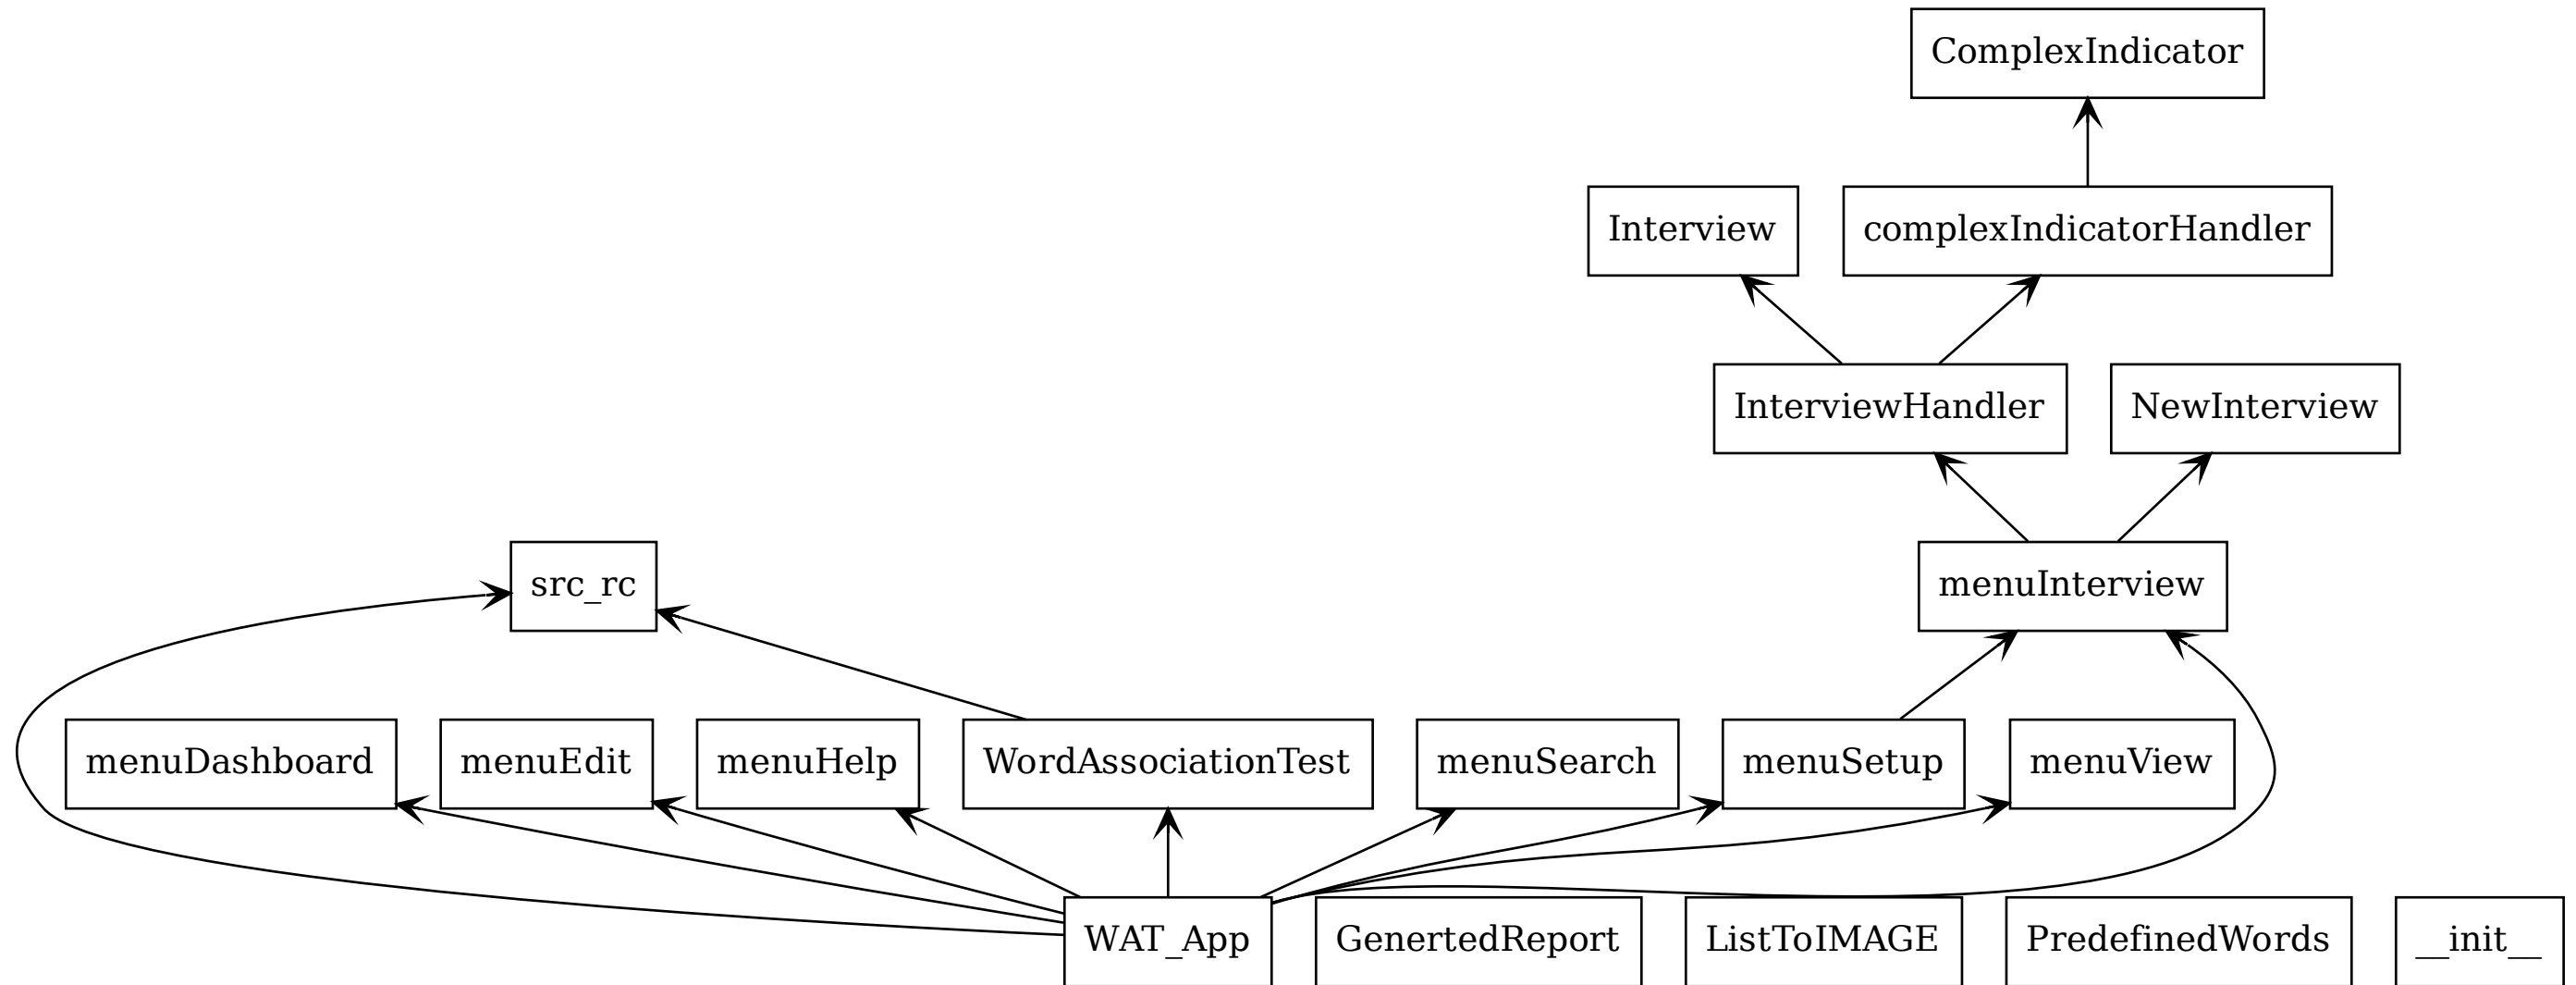 ComplexIndicator
Interview
complexIndicatorHandler
InterviewHandler
NewInterview
src_rc
menuInterview
menuDashboard
menuEdit
menuHelp
WordAssociationTest
menuSearch
menuSetup
menuView
WAT_App
GenertedReport
ListToIMAGE
PredefinedWords
__init__